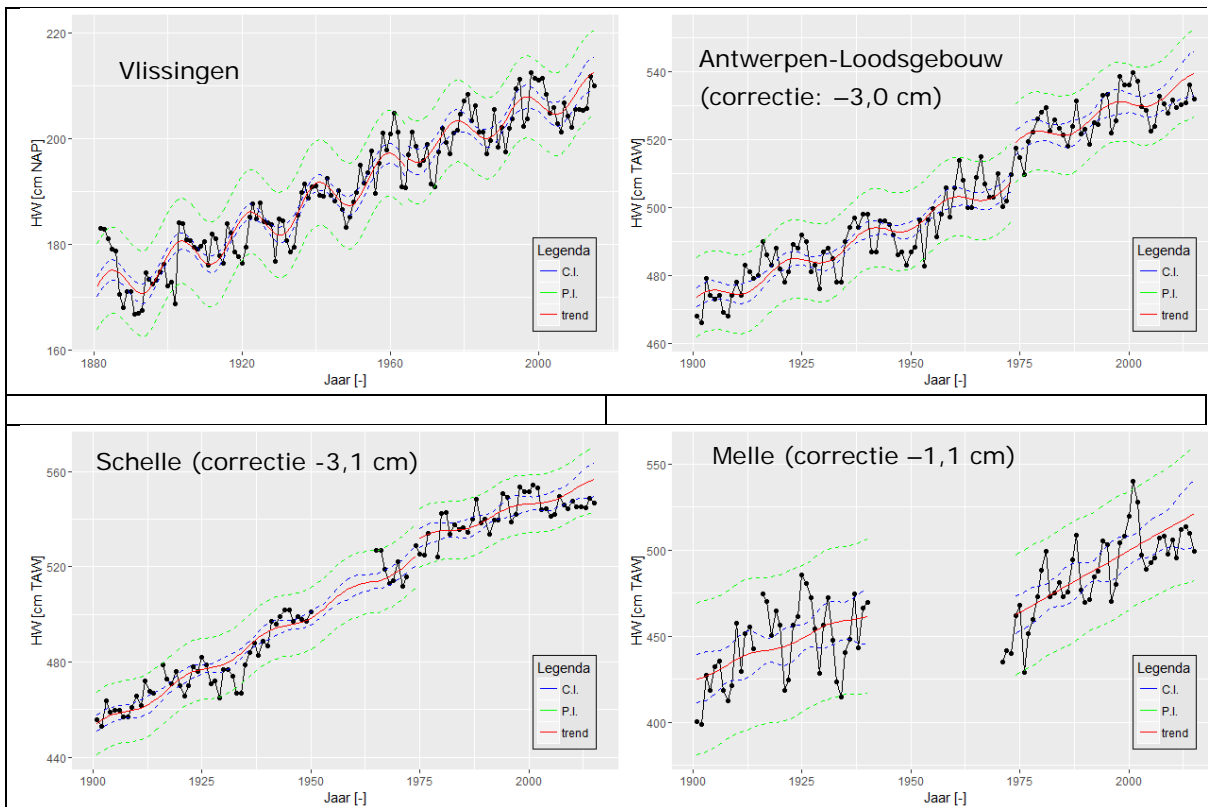 Vlissingen
HW [cm NAP]
220
200
180
160
1880
1900
1920
1940
1960
1980
2000
Jaar [-]
Legenda
C.I.
P.I.
trend
Antwerpen-Loodsgebouw
(correctie: –3,0 cm)
HW [cm TAW]
540
520
500
480
460
1900
1925
1950
1975
2000
Jaar [-]
Legenda
C.I.
P.I.
trend
Schelle (correctie -3,1 cm)
HW [cm TAW]
560
520
480
440
1900
1925
1950
1975
2000
Jaar [-]
Legenda
C.I.
P.I.
trend
Melle (correctie –1,1 cm)
HW [cm TAW]
550
500
450
400
1900
1925
1950
1975
2000
Jaar [-]
Legenda
C.I.
P.I.
trend